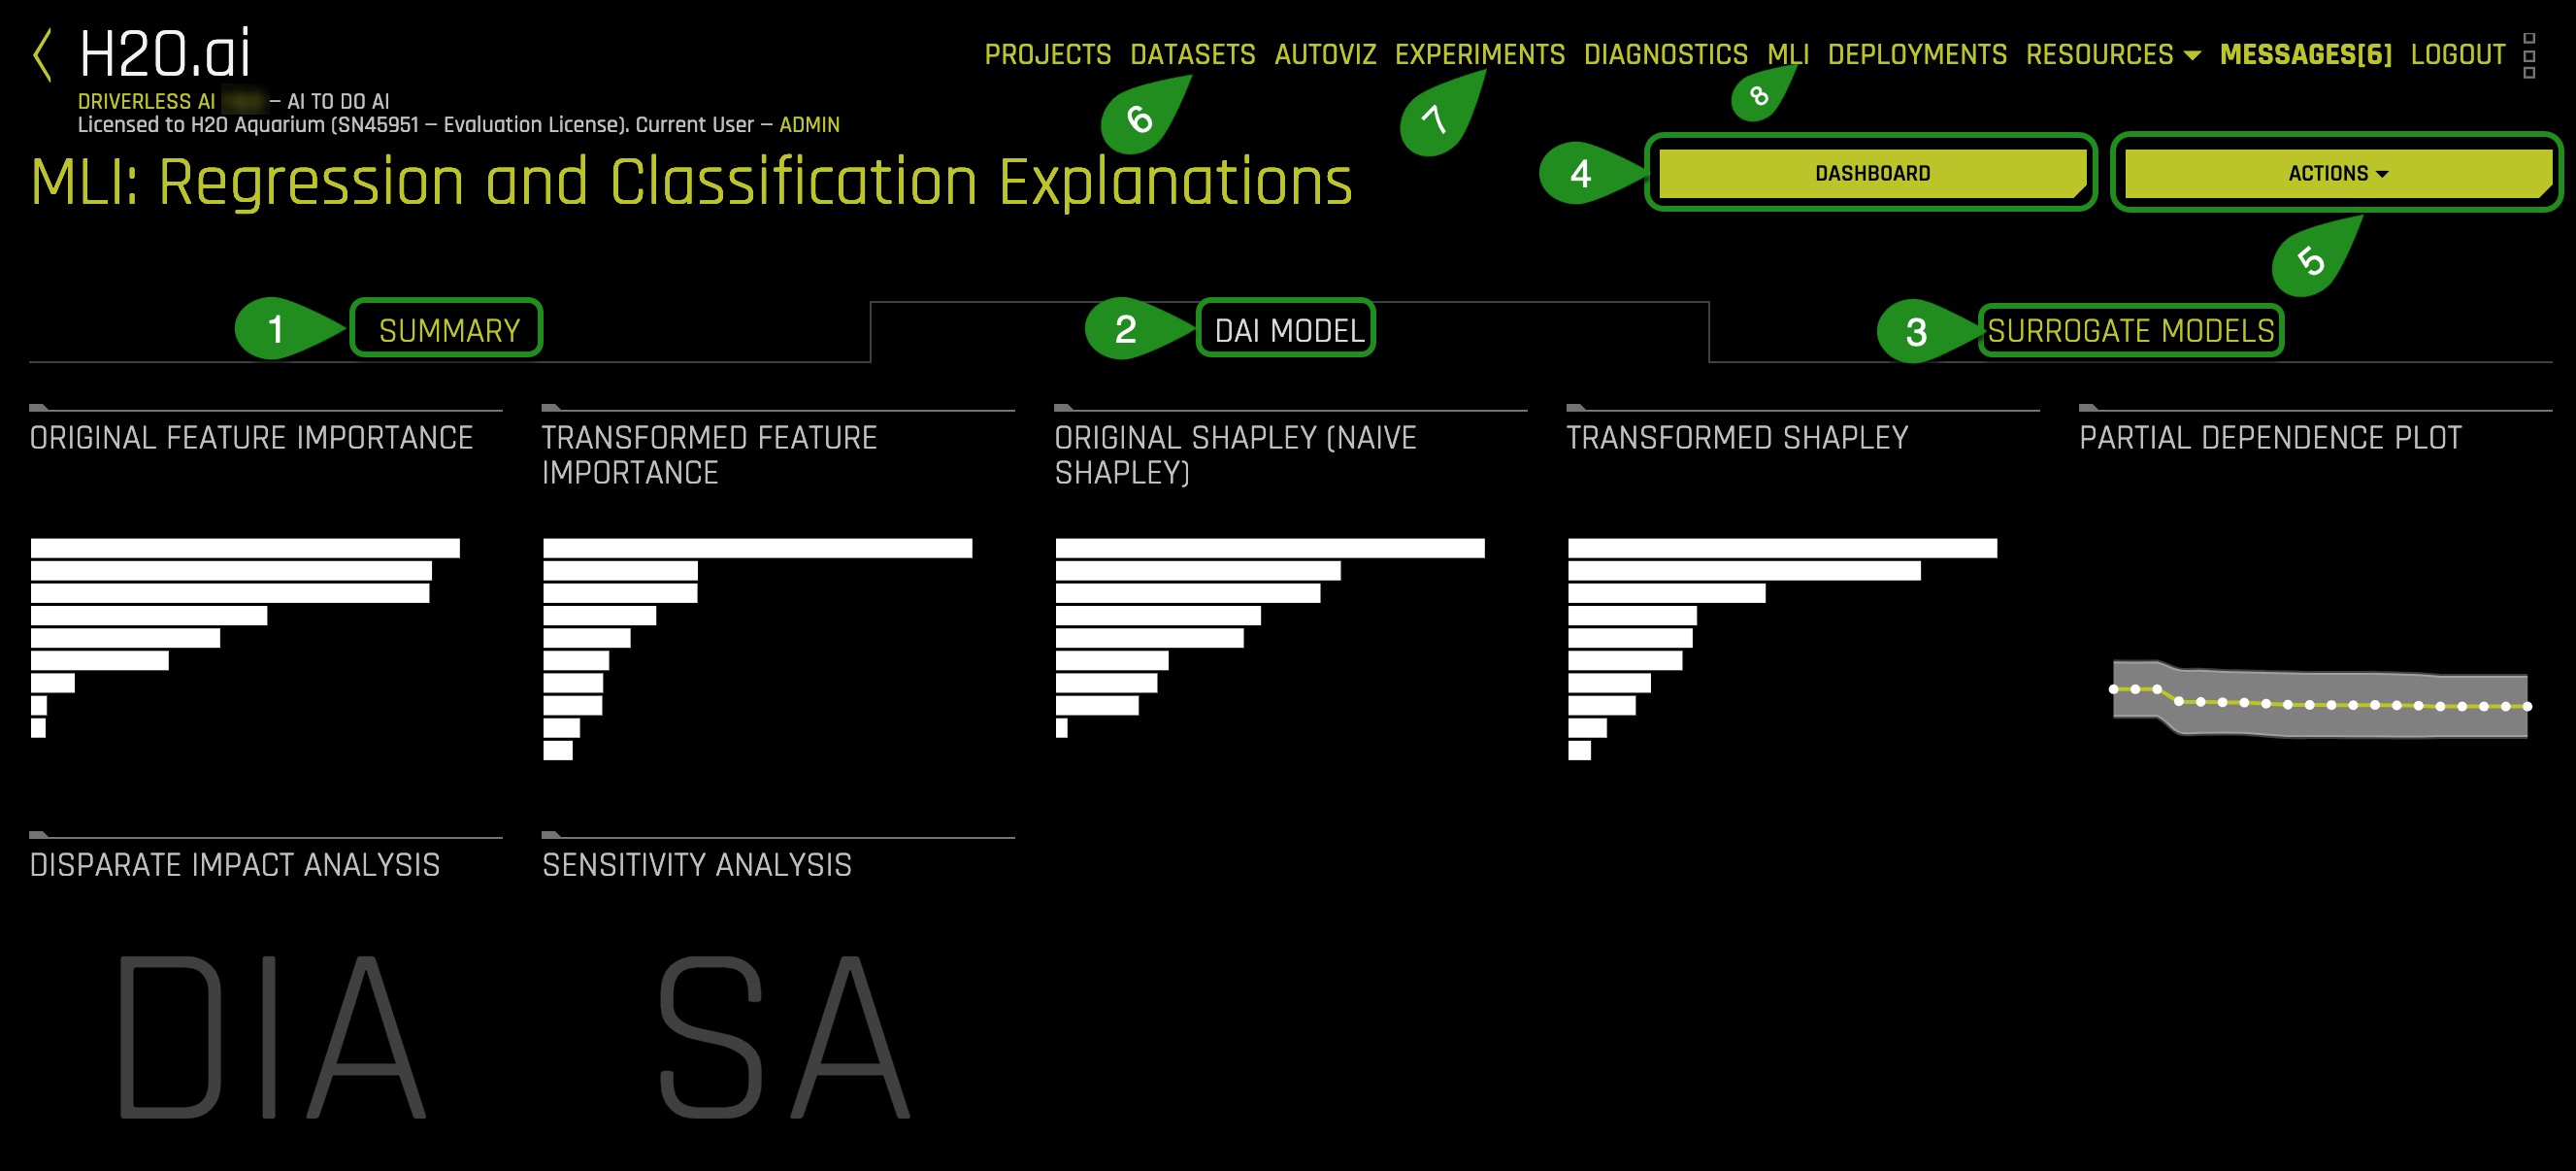 H2O.ai
PROJECTS DATASETS AUTOVIZ EXPERIMENTS DIAGNOSTICS MLI DEPLOYMENTS RESOURCES MESSAGES[6] LOGOUT
DRIVERLESS AI – AI TO DO AI
Licensed to H2O Aquarium (SN45951 – Evaluation License). Current User – ADMIN
6
7
8
MLI: Regression and Classification Explanations
4
DASHBOARD
ACTIONS
5
1
SUMMARY
2
DAI MODEL
3
SURROGATE MODELS
ORIGINAL FEATURE IMPORTANCE
TRANSFORMED FEATURE
IMPORTANCE
ORIGINAL SHAPLEY (NAIVE
SHAPLEY)
TRANSFORMED SHAPLEY
PARTIAL DEPENDENCE PLOT
DISPARATE IMPACT ANALYSIS
SENSITIVITY ANALYSIS
DIA
SA